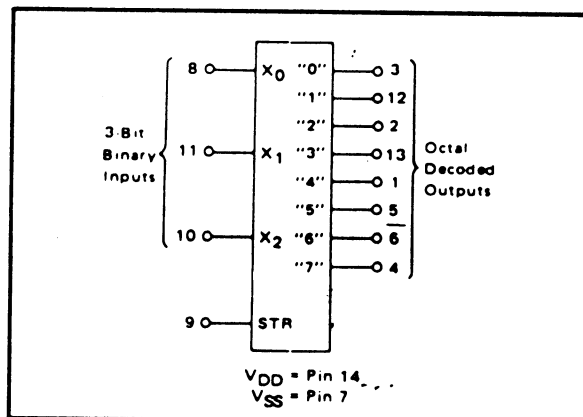 8 X0 "0" 3
"1" 12
"2" 2
3-Bit
Binary
Inputs
11 X1 "3" 13
Octal
Decoded
Outputs
"4" 1
"5" 5
10 X2 "6" 6
"7" 4
9 STR
VDD = Pin 14
VSS = Pin 7